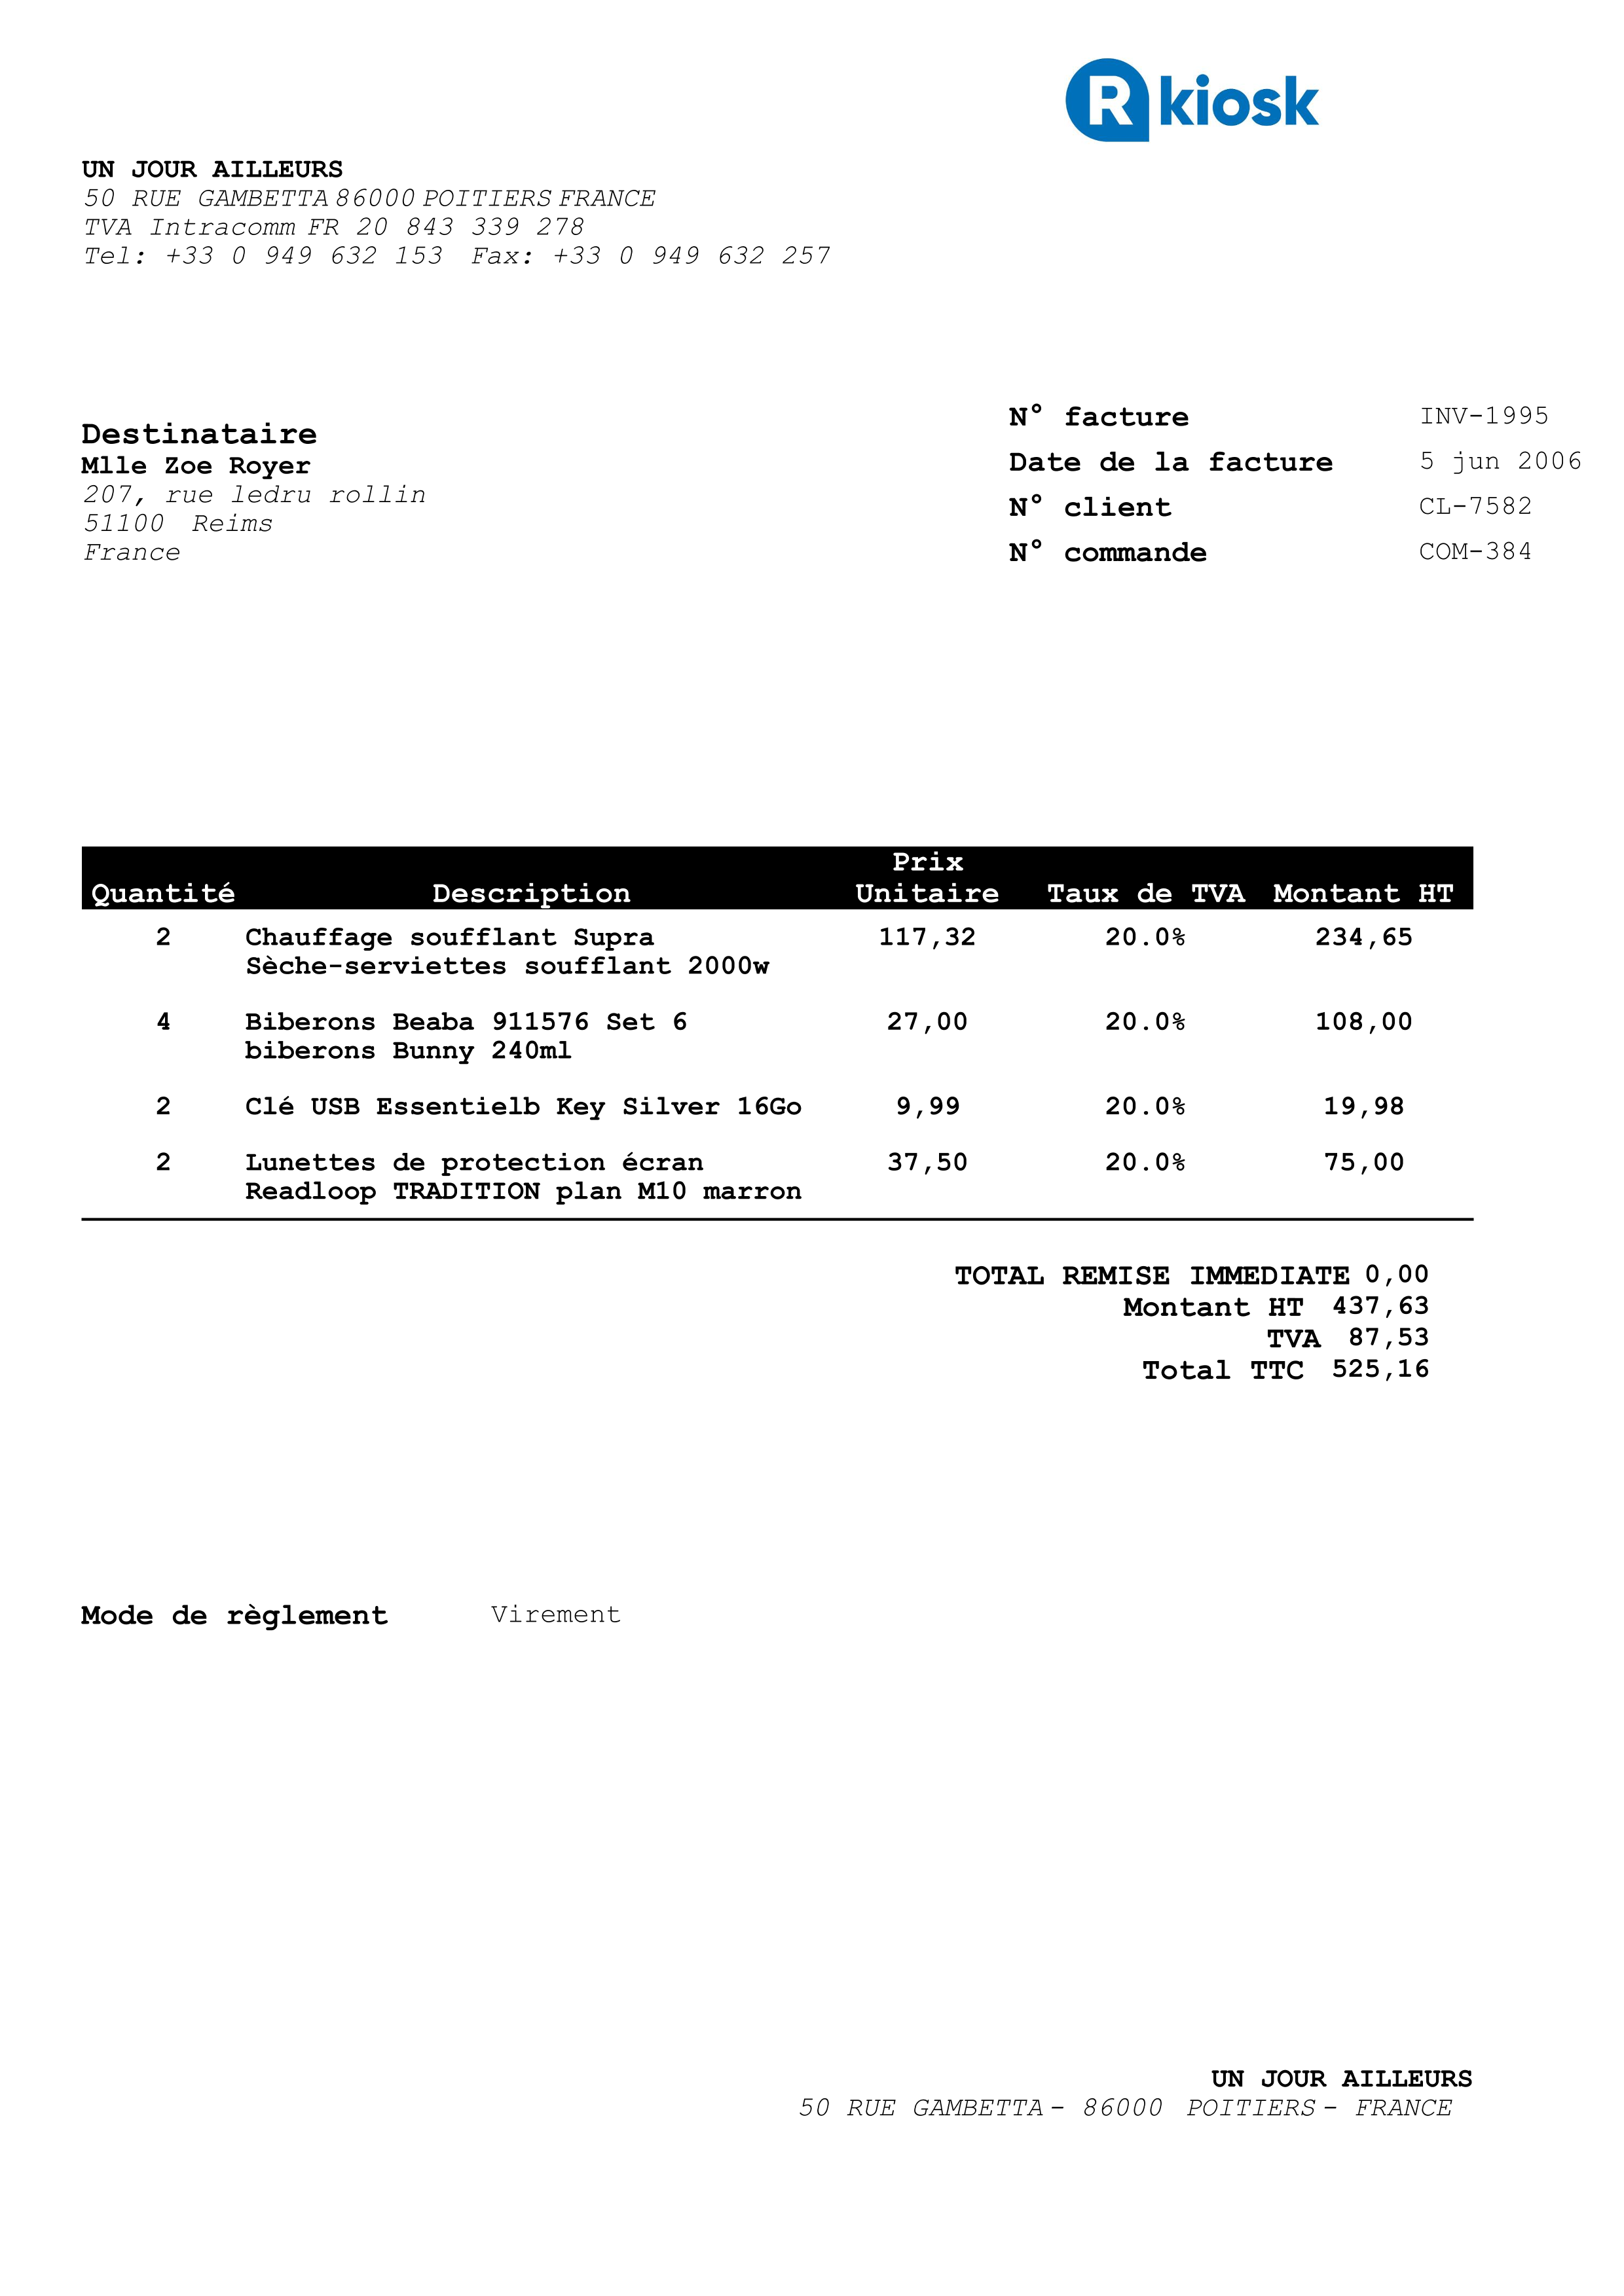 R kiosk
UN JOUR AILLEURS
50 RUE GAMBETTA 86000 POITIERS FRANCE
TVA Intracomm FR 20 843 339 278
Tel: +33 0 949 632 153 Fax: +33 0 949 632 257
Destinataire
Mlle Zoe Royer
207, rue ledru rollin
51100 Reims
France
N° facture INV-1995
Date de la facture 5 jun 2006
N° client CL-7582
N° commande COM-384
Quantité Description Prix Unitaire Taux de TVA Montant HT
2 Chauffage soufflant Supra 117,32 20.0% 234,65
Sèche-serviettes soufflant 2000w
4 Biberons Beaba 911576 Set 6 27,00 20.0% 108,00
biberons Bunny 240ml
2 Clé USB Essentielb Key Silver 16Go 9,99 20.0% 19,98
2 Lunettes de protection écran 37,50 20.0% 75,00
Readloop TRADITION plan M10 marron
TOTAL REMISE IMMEDIATE 0,00
Montant HT 437,63
TVA 87,53
Total TTC 525,16
Mode de règlement Virement
UN JOUR AILLEURS
50 RUE GAMBETTA - 86000 POITIERS - FRANCE